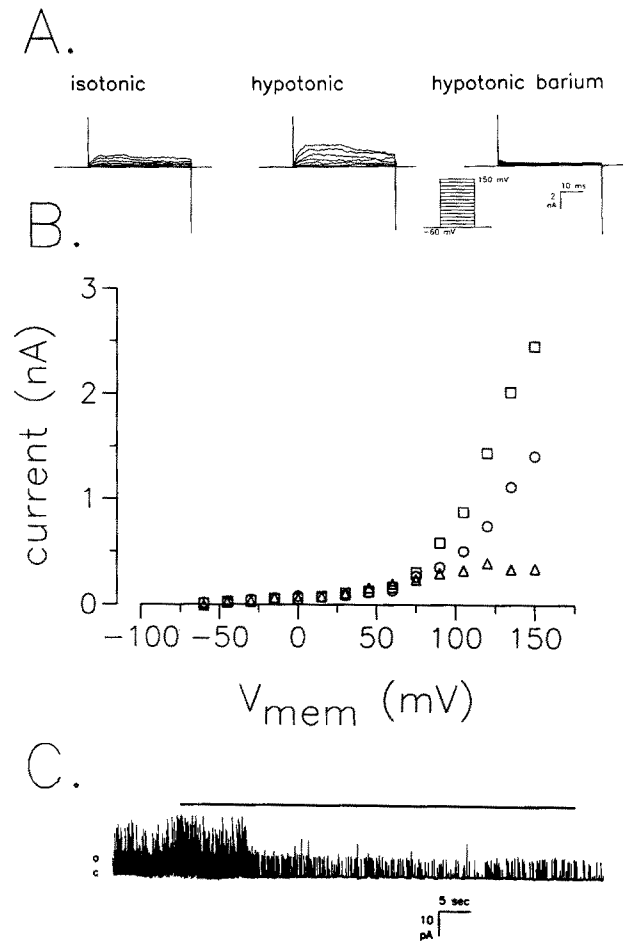 A.
isotonic hypotonic hypotonic barium
150 mV
10 ms
2
nA
-60 mV
B.
3
2
1
0
current (nA)
-100 -50 0 50 100 150
Vmem (mV)
C.
o
c
5 sec
10
pA